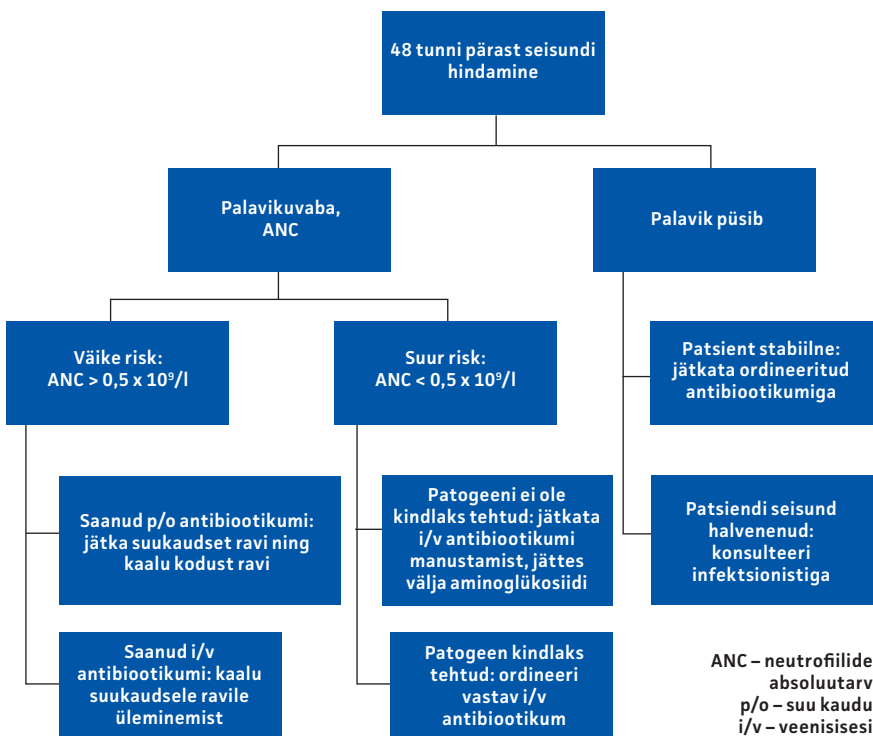 48 tunni pärast seisundi
hindamine
Palavikuvaba,
ANC
Palavik püsib
Väike risk:
ANC > 0,5 x 10⁹/l
Suur risk:
ANC < 0,5 x 10⁹/l
Patsient stabiilne:
jätkata ordineeritud
antibiootikumiga
Saanud p/o antibiootikumi:
jätka suukaudset ravi ning
kaalu kodust ravi
Patogeeni ei ole
kindlaks tehtud: jätkata
i/v antibiootikumi
manustamist, jättes
välja aminoglükosiidi
Patsiendi seisund
halvenenud:
konsulteeri
infektsionistiga
Saanud i/v
antibiootikumi: kaalu
suukaudsele ravile
üleminemist
Patogeen kindlaks
tehtud: ordineeri
vastav i/v
antibiootikum
ANC – neutrofiilide
absoluutarv
p/o – suu kaudu
i/v – veenisisesi